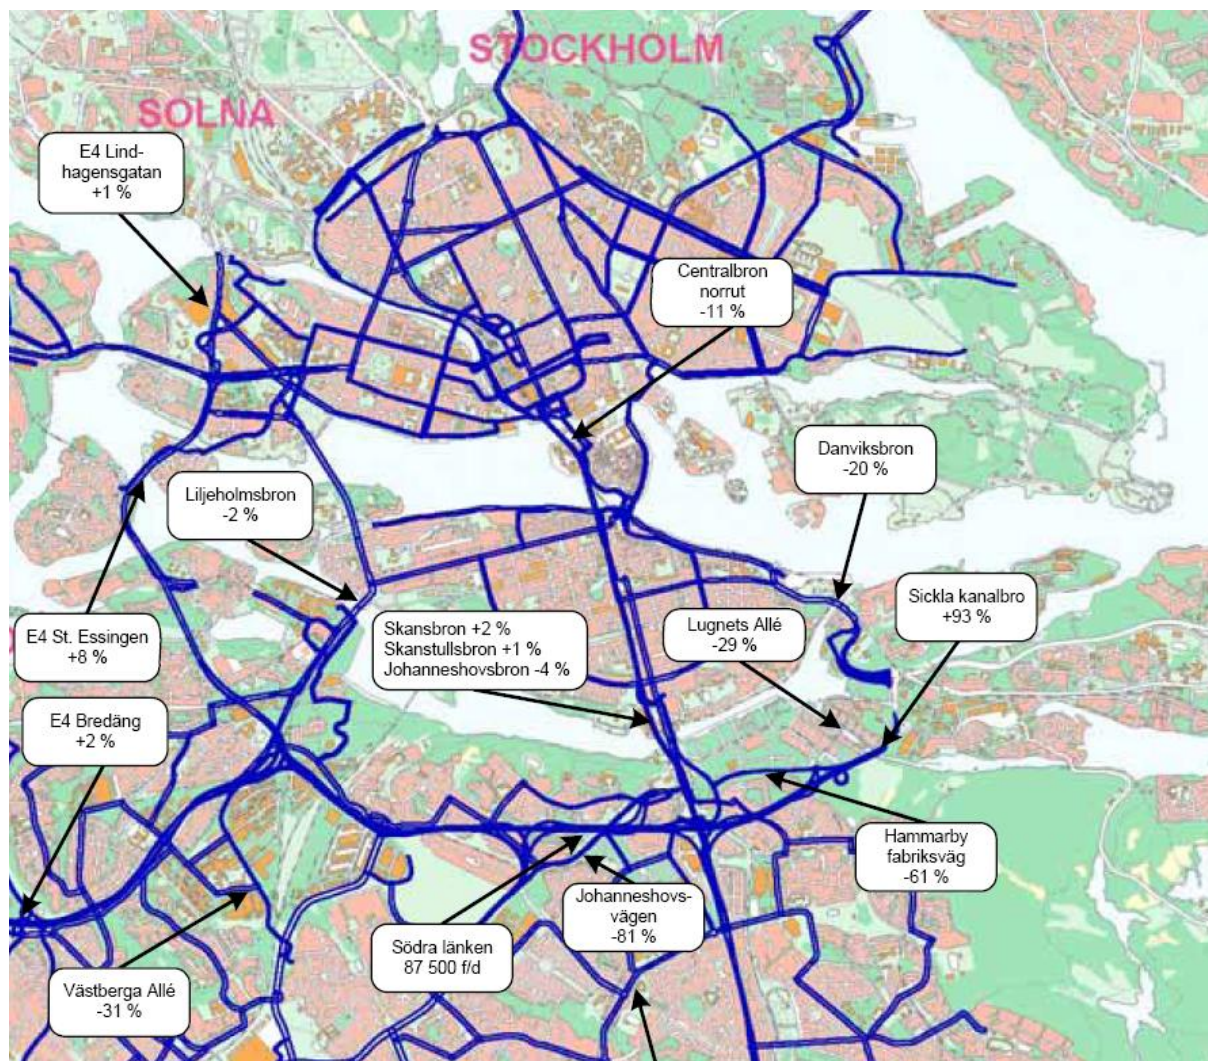 STOCKHOLM
SOLNA
E4 Lind-
hagensgatan
+1 %
Centralbron
norrut
-11 %
Danviksbron
-20 %
Liljeholmsbron
-2 %
Sickla kanalbro
+93 %
Skansbron +2 %
Skanstullsbron +1 %
Johanneshovsbron -4 %
Lugnets Allé
-29 %
E4 St. Essingen
+8 %
E4 Bredäng
+2 %
Hammarby
fabriksväg
-61 %
Johanneshovs-
vägen
-81 %
Södra länken
87 500 f/d
Västberga Allé
-31 %